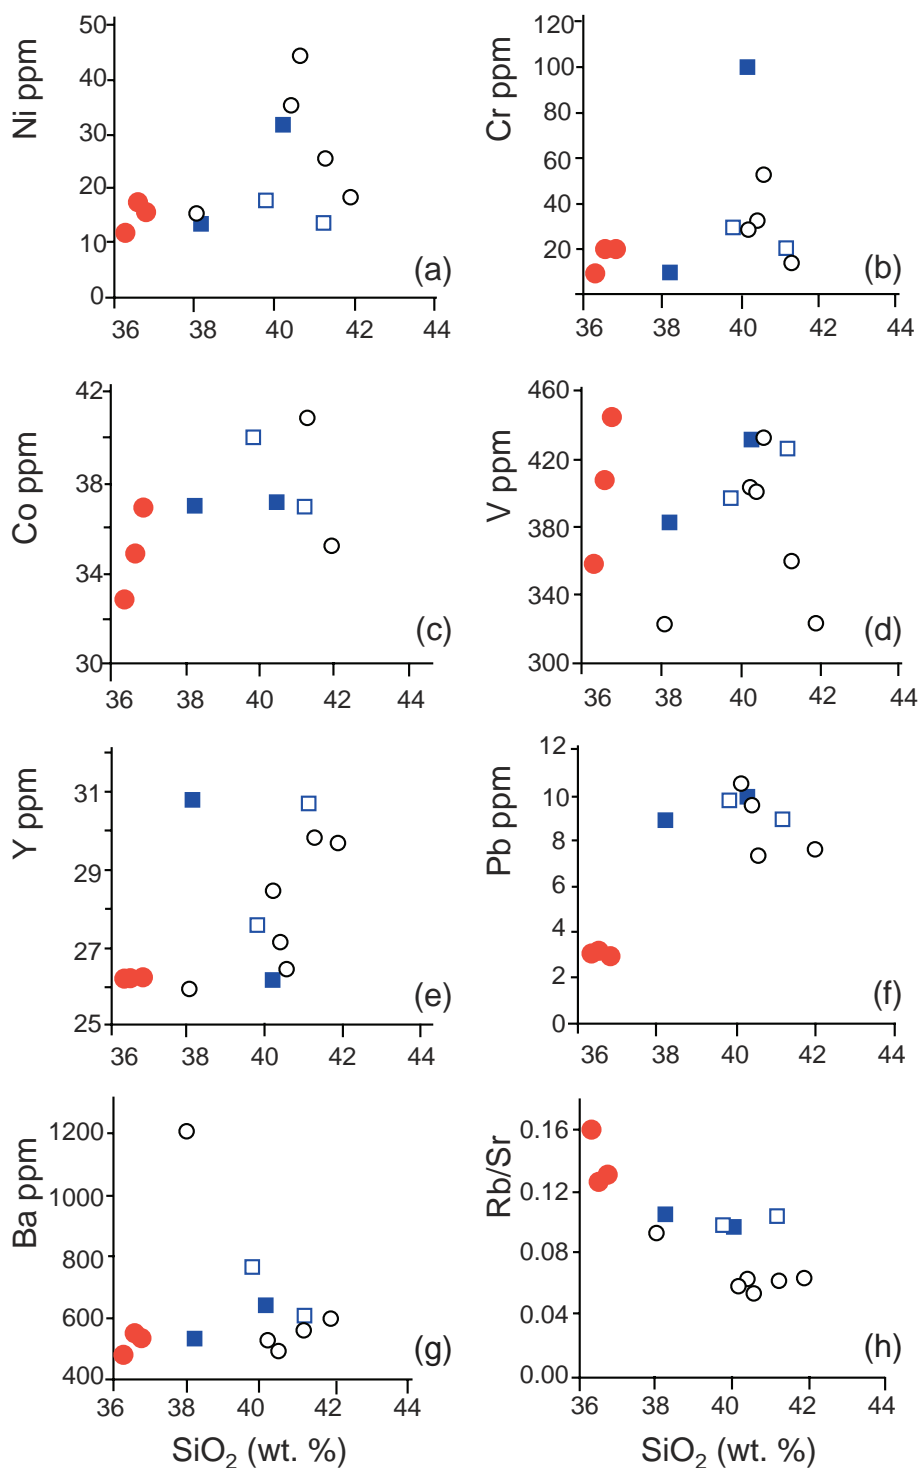 Ni ppm
50
40
30
20
10
0
(a)
36 38 40 42 44
Cr ppm
120
100
80
60
40
20
(b)
36 38 40 42 44
Co ppm
42
38
34
30
(c)
36 38 40 42 44
V ppm
460
420
380
340
300
(d)
36 38 40 42 44
Y ppm
31
29
27
25
(e)
36 38 40 42 44
Pb ppm
12
10
8
6
4
2
0
(f)
36 38 40 42 44
Ba ppm
1200
1000
800
600
400
(g)
36 38 40 42 44
SiO2 (wt. %)
Rb/Sr
0.16
0.12
0.08
0.04
0.00
(h)
36 38 40 42 44
SiO2 (wt. %)